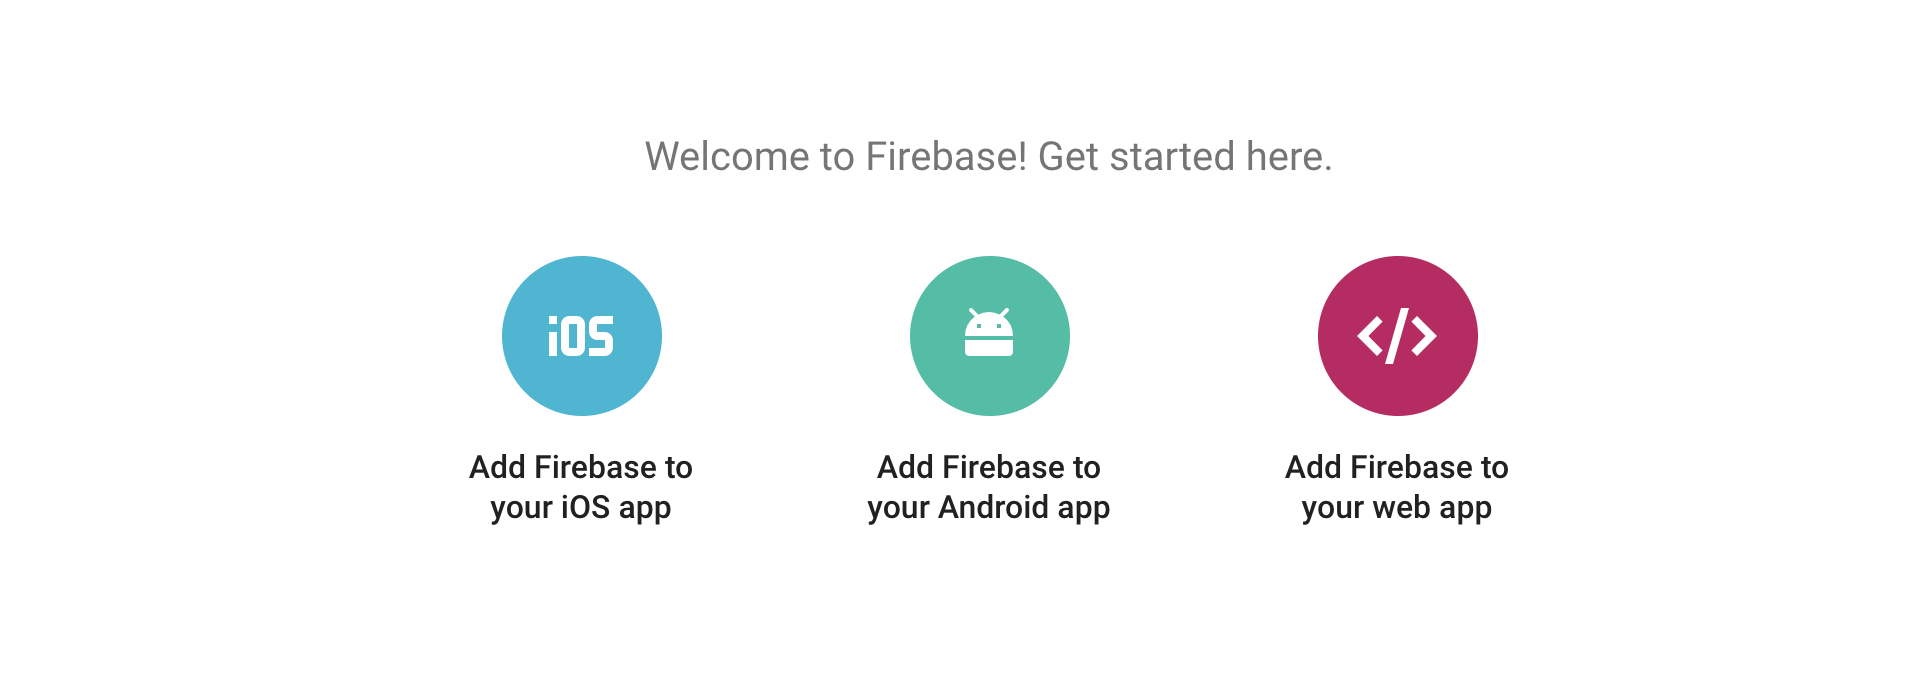 Welcome to Firebase! Get started here.
iOS
Add Firebase to
your iOS app
</>
Add Firebase to
your Android app
Add Firebase to
your web app